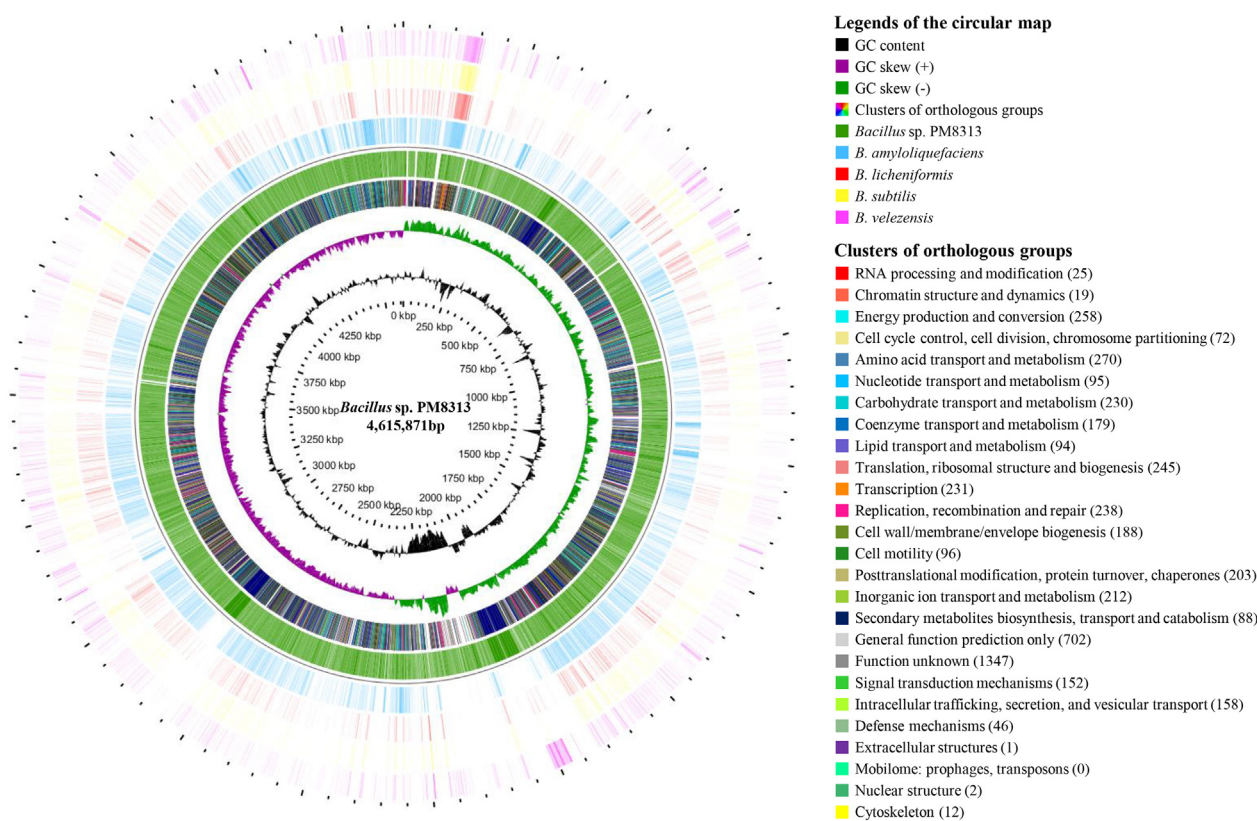 0 kbp
250 kbp
500 kbp
750 kbp
1000 kbp
1250 kbp
1500 kbp
1750 kbp
2000 kbp
2250 kbp
2500 kbp
2750 kbp
3000 kbp
3250 kbp
3500 kbp
3750 kbp
4000 kbp
4250 kbp
Bacillus sp. PM8313
4,615,871bp
Legends of the circular map
GC content
GC skew (+)
GC skew (-)
Clusters of orthologous groups
Bacillus sp. PM8313
B. amyloliquefaciens
B. licheniformis
B. subtilis
B. velezensis
Clusters of orthologous groups
RNA processing and modification (25)
Chromatin structure and dynamics (19)
Energy production and conversion (258)
Cell cycle control, cell division, chromosome partitioning (72)
Amino acid transport and metabolism (270)
Nucleotide transport and metabolism (95)
Carbohydrate transport and metabolism (230)
Coenzyme transport and metabolism (179)
Lipid transport and metabolism (94)
Translation, ribosomal structure and biogenesis (245)
Transcription (231)
Replication, recombination and repair (238)
Cell wall/membrane/envelope biogenesis (188)
Cell motility (96)
Posttranslational modification, protein turnover, chaperones (203)
Inorganic ion transport and metabolism (212)
Secondary metabolites biosynthesis, transport and catabolism (88)
General function prediction only (702)
Function unknown (1347)
Signal transduction mechanisms (152)
Intracellular trafficking, secretion, and vesicular transport (158)
Defense mechanisms (46)
Extracellular structures (1)
Mobilome: prophages, transposons (0)
Nuclear structure (2)
Cytoskeleton (12)